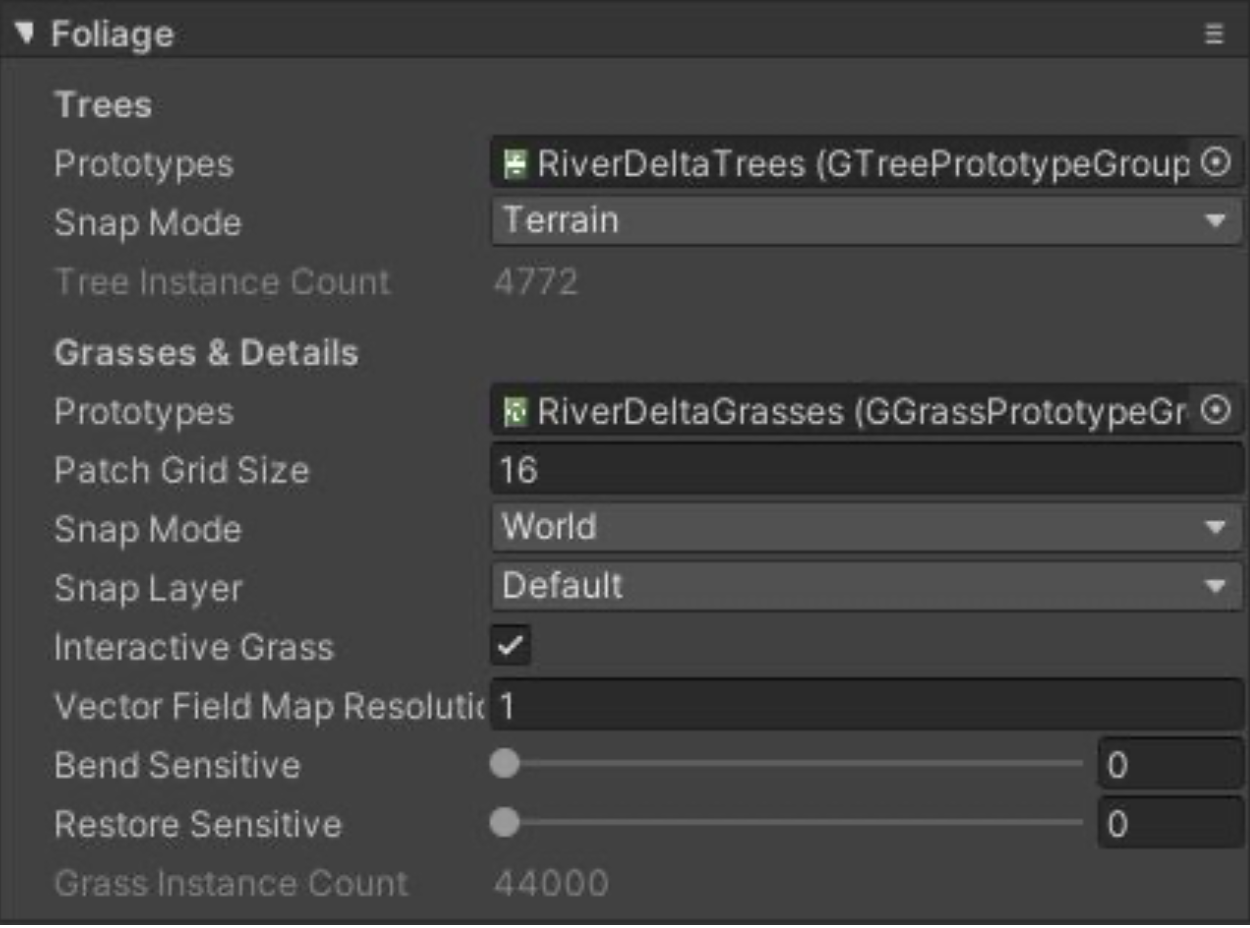 Foliage
Trees
Prototypes RiverDeltaTrees (GTreePrototypeGroup
Snap Mode Terrain
Tree Instance Count 4772
Grasses & Details
Prototypes RiverDeltaGrasses (GGrassPrototypeGr
Patch Grid Size 16
Snap Mode World
Snap Layer Default
Interactive Grass
Vector Field Map Resolutio 1
Bend Sensitive 0
Restore Sensitive 0
Grass Instance Count 44000